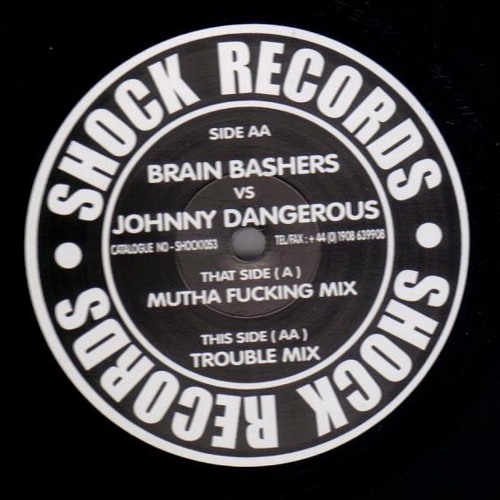 SHOCK RECORDS
SIDE AA
BRAIN BASHERS
VS
JOHNNY DANGEROUS
CATALOGUE NO - SHOCK1053 TEL/FAX : + 44 (0) 1908 639908
THAT SIDE ( A )
MUTHA FUCKING MIX
THIS SIDE ( AA )
TROUBLE MIX
SHOCK RECORDS